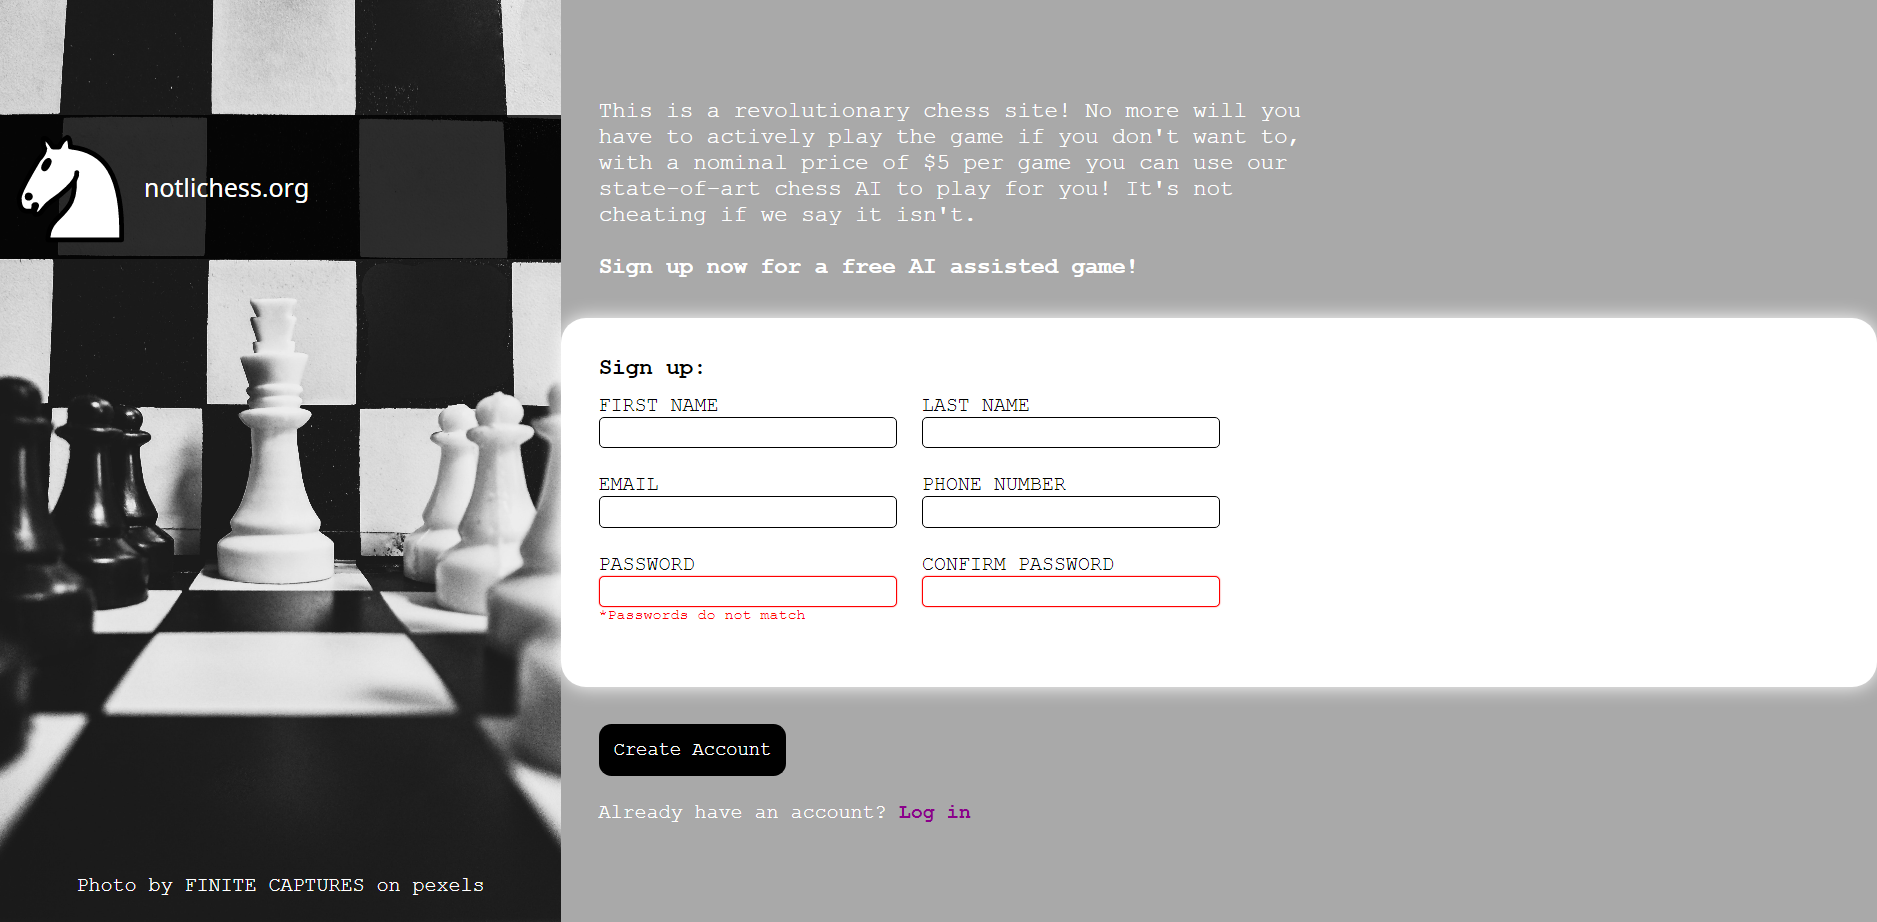 notlichess.org
Photo by FINITE CAPTURES on pexels
This is a revolutionary chess site! No more will you
have to actively play the game if you don't want to,
with a nominal price of $5 per game you can use our
state-of-art chess AI to play for you! It's not
cheating if we say it isn't.
Sign up now for a free AI assisted game!
Sign up:
FIRST NAME
LAST NAME
EMAIL
PHONE NUMBER
PASSWORD
CONFIRM PASSWORD
*Passwords do not match
Create Account
Already have an account? Log in